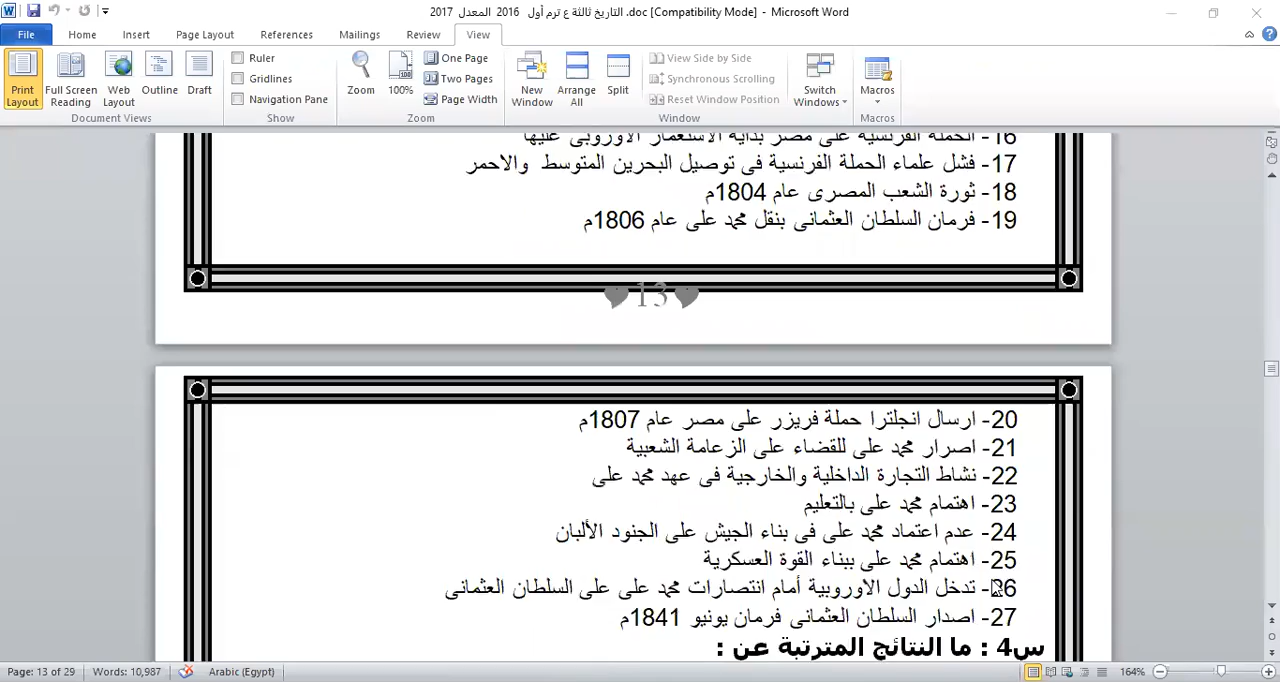 التاريخ ثالثة ع ترم أول 2016 المعدل 2017 .doc [Compatibility Mode] - Microsoft Word
File Home Insert Page Layout References Mailings Review View
Print Layout
Full Screen Reading
Web Layout
Outline
Draft
Document Views
Ruler
Gridlines
Navigation Pane
Show
Zoom
100%
One Page
Two Pages
Page Width
Zoom
New Window
Arrange All
Split
View Side by Side
Synchronous Scrolling
Reset Window Position
Window
Switch Windows
Macros
Macros
16- الحملة الفرنسية على مصر بداية الاستعمار الاوروبى عليها
17- فشل علماء الحملة الفرنسية فى توصيل البحرين المتوسط والاحمر
18- ثورة الشعب المصرى عام 1804م
19- فرمان السلطان العثمانى بنقل محمد على عام 1806م
13
20- ارسال انجلترا حملة فريزر على مصر عام 1807م
21- اصرار محمد على للقضاء على الزعامة الشعبية
22- نشاط التجارة الداخلية والخارجية فى عهد محمد على
23- اهتمام محمد على بالتعليم
24- عدم اعتماد محمد على فى بناء الجيش على الجنود الألبان
25- اهتمام محمد على ببناء القوة العسكرية
26- تدخل الدول الاوروبية أمام انتصارات محمد على على السلطان العثمانى
27- اصدار السلطان العثمانى فرمان يونيو 1841م
س4 : ما النتائج المترتبة عن :
Page: 13 of 29 Words: 10,987 Arabic (Egypt) 164%